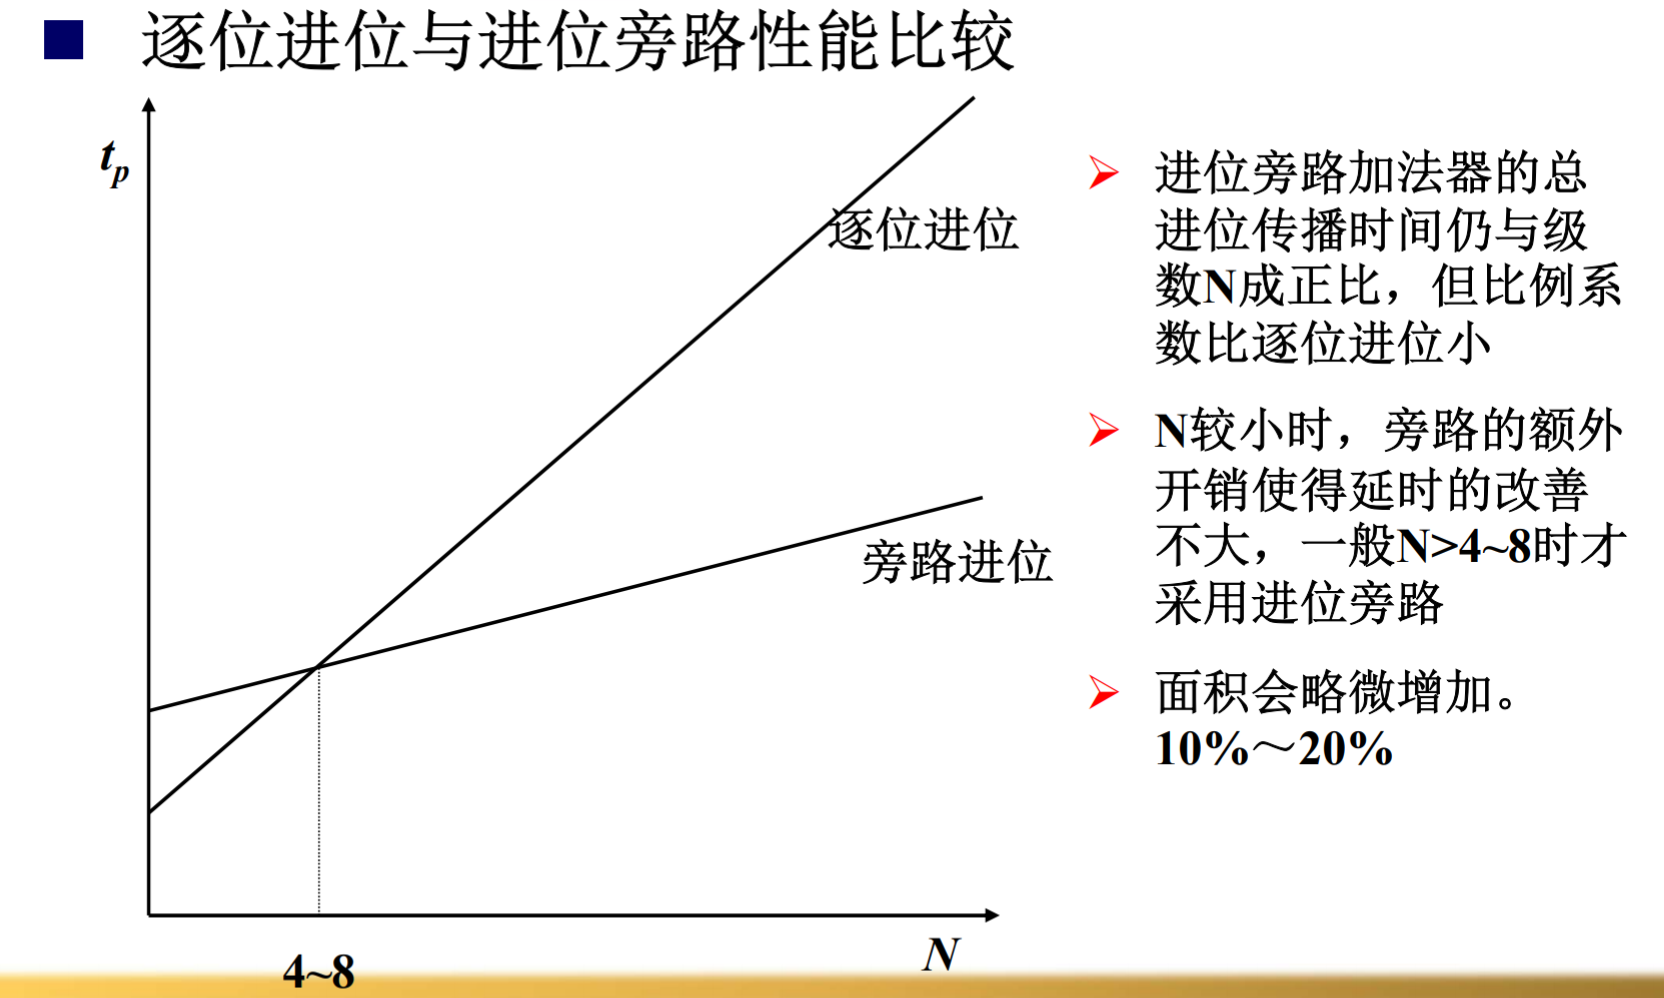 逐位进位与进位旁路性能比较
tp
逐位进位
旁路进位
4~8
N
进位旁路加法器的总
进位传播时间仍与级
数N成正比，但比例系
数比逐位进位小
N较小时，旁路的额外
开销使得延时的改善
不大，一般N>4~8时才
采用进位旁路
面积会略微增加。
10%～20%